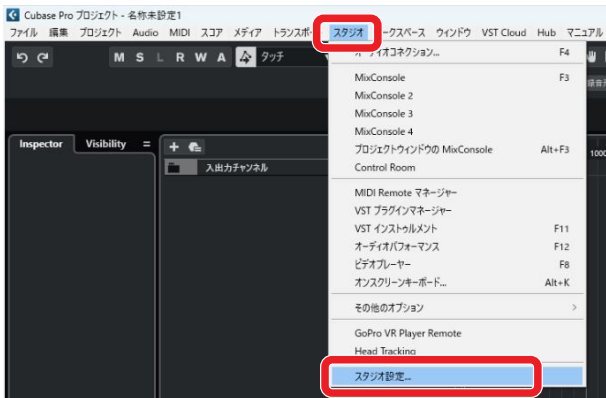 Cubase Pro プロジェクト - 名称未設定1
ファイル 編集 プロジェクト Audio MIDI スコア メディア トランスポ スタジオ ークスペース ウィンドウ VST Cloud Hub マニュアル
M S L R W A タッチ
オーディオコネクション... F4
MixConsole F3
MixConsole 2
MixConsole 3
MixConsole 4
プロジェクトウィンドウの MixConsole Alt+F3
Control Room
MIDI Remote マネージャー
VST プラグインマネージャー
VST インストゥルメント F11
オーディオパフォーマンス F12
ビデオプレーヤー F8
オンスクリーンキーボード... Alt+K
その他のオプション
GoPro VR Player Remote
Head Tracking
スタジオ設定...
Inspector Visibility
入出力チャンネル
1000